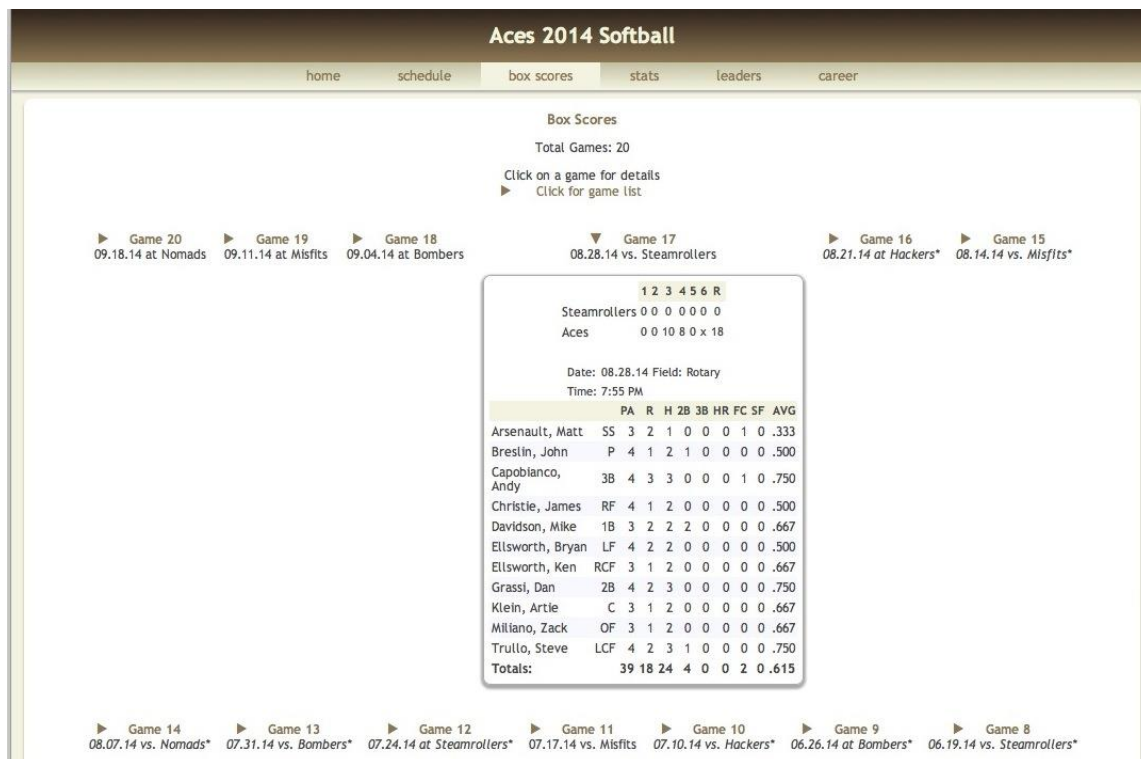 Aces 2014 Softball
home schedule box scores stats leaders career
Box Scores
Total Games: 20
Click on a game for details
Click for game list
Game 20 Game 19 Game 18 Game 17 Game 16 Game 15
09.18.14 at Nomads 09.11.14 at Misfits 09.04.14 at Bombers 08.28.14 vs. Steamrollers 08.21.14 at Hackers* 08.14.14 vs. Misfits*
1 2 3 4 5 6 R
Steamrollers 0 0 0 0 0 0 0
Aces 0 0 10 8 0 x 18
Date: 08.28.14 Field: Rotary
Time: 7:55 PM
PA R H 2B 3B HR FC SF AVG
Arsenault, Matt SS 3 2 1 0 0 0 1 0 .333
Breslin, John P 4 1 2 1 0 0 0 0 .500
Capobianco,
Andy 3B 4 3 3 0 0 0 1 0 .750
Christie, James RF 4 1 2 0 0 0 0 0 .500
Davidson, Mike 1B 3 2 2 2 0 0 0 0 .667
Ellsworth, Bryan LF 4 2 2 0 0 0 0 0 .500
Ellsworth, Ken RCF 3 1 2 0 0 0 0 0 .667
Grassi, Dan 2B 4 2 3 0 0 0 0 0 .750
Klein, Artie C 3 1 2 0 0 0 0 0 .667
Miliano, Zack OF 3 1 2 0 0 0 0 0 .667
Trullo, Steve LCF 4 2 3 1 0 0 0 0 .750
Totals: 39 18 24 4 0 0 2 0 .615
Game 14 Game 13 Game 12 Game 11 Game 10 Game 9 Game 8
08.07.14 vs. Nomads* 07.31.14 vs. Bombers* 07.24.14 at Steamrollers* 07.17.14 vs. Misfits 07.10.14 vs. Hackers* 06.26.14 at Bombers* 06.19.14 vs. Steamrollers*